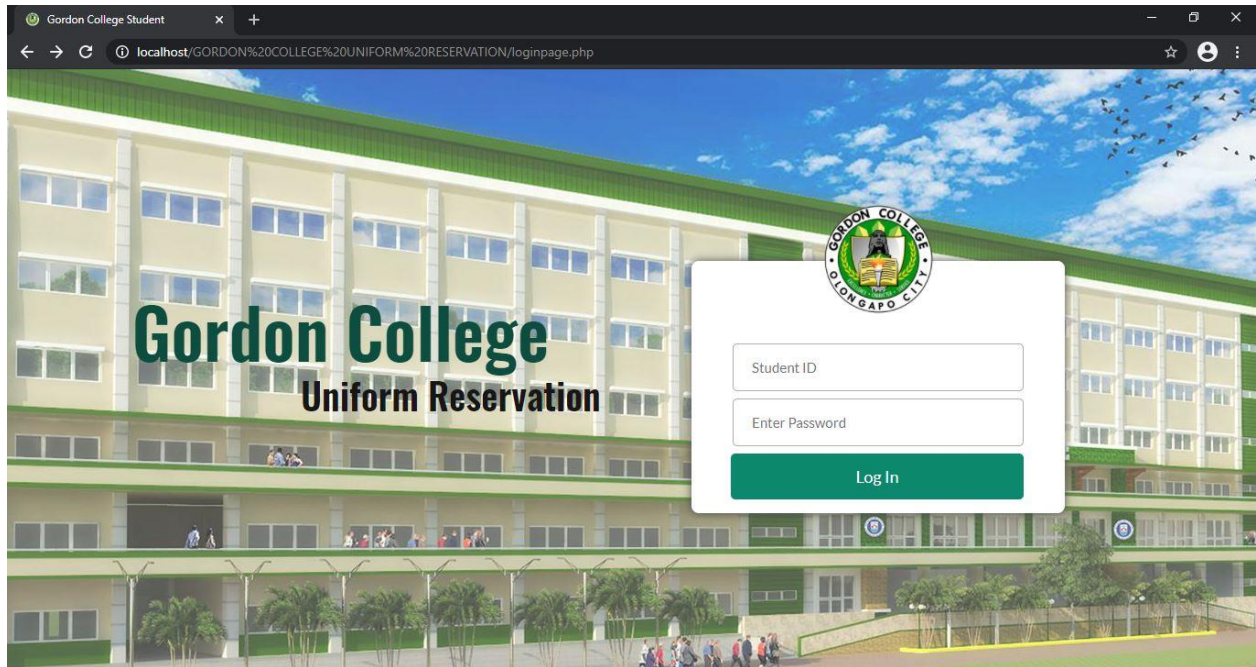 Gordon College Student
localhost/GORDON%20COLLEGE%20UNIFORM%20RESERVATION/loginpage.php
GORDON COLLEGE
OLONGAPO CITY
Gordon College
Uniform Reservation
Student ID
Enter Password
Log In